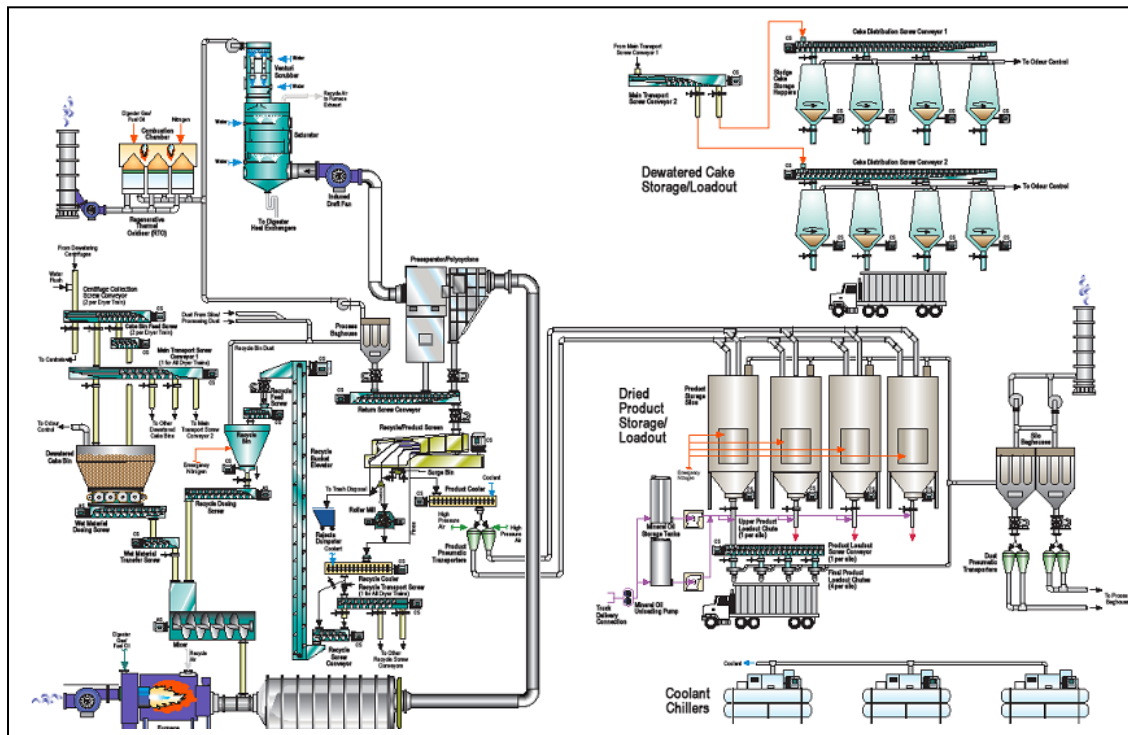 Digester Gas/
Fuel Oil
Nitrogen
Combustion
Chamber
Regenerative
Thermal
Oxidizer (RTO)
Water
Venturi
Scrubber
Water
Recycle Air
to Furnace
Exhaust
Water
Saturator
Water
To Digester
Heat Exchangers
Induced
Draft Fan
From Main Transport
Screw Conveyor 1
Main Transport
Screw Conveyor 2
CS
Cake Distribution Screw Conveyor 1
Sludge
Cake
Storage
Hoppers
To Odour Control
Dewatered Cake
Storage/Loadout
Cake Distribution Screw Conveyor 2
To Odour Control
From Dewatering
Centrifuges
Water
Flush
Centrifuge Collection
Screw Conveyor
(2 per Dryer Train)
Cake Bin Feed Screw
(2 per Dryer Train)
To Centrate
Main Transport Screw
Conveyor 1
(1 for All Dryer Trains)
To Odour
Control
To Other
Dewatered
Cake Bins
To Main
Transport Screw
Conveyor 2
Dewatered
Cake Bin
Wet Material
Dosing Screw
Wet Material
Transfer Screw
Mixer
Digester
Gas/
Fuel Oil
Recycle
Air
Furnace
Dust From Silos/
Processing Dust
Recycle Bin Dust
Recycle
Feed
Screw
Recycle
Bin
Emergency
Nitrogen
Recycle Dosing
Screw
Recycle
Bucket
Elevator
Process
Baghouse
Preseparator/Polycyclone
Return Screw Conveyor
Recycle/Product Screen
Surge Bin
To Trash Disposal
Rejects
Dumpster
Roller Mill
Fines
Coolant
Product Cooler
High
Pressure
Air
High
Pressure
Air
Product Pneumatic
Transporters
Coolant
Recycle Cooler
Recycle Transport Screw
(1 for All Dryer Trains)
Recycle
Screw
Conveyor
To Other
Recycle Screw
Conveyors
Dried
Product
Storage/
Loadout
Product
Storage
Silos
Emergency
Nitrogen
Mineral Oil
Storage Tanks
Upper Product
Loadout Chute
(1 per silo)
Product Loadout
Screw Conveyor
(1 per silo)
Final Product
Loadout Chutes
(4 per silo)
Truck
Delivery
Connection
Mineral Oil
Unloading Pump
Silo
Baghouses
Dust
Pneumatic
Transporters
To Process
Baghouse
Coolant
Coolant
Chillers